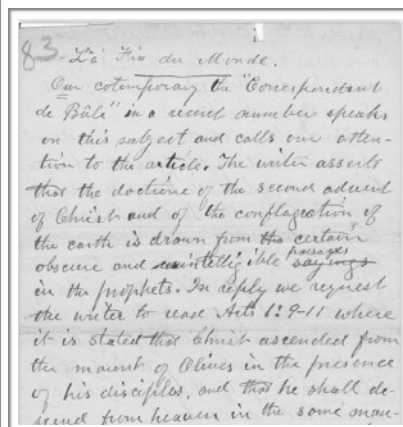 83. La Fin du Monde.
Our cotimporary the "Correspondent
de Bâle" in a recent number speaks
on this subject and calls our atten-
tion to the article. The writer asserts
that the doctrine of the second advent
of Christ and of the conflagration of
the earth is drawn from the certain
obscure and unintelligible passages sayings
in the prophets. In reply we request
the writer to read Acts 1:9-11 where
it is stated that Christ ascended from
the mount of Olives in the presence
of his disciples, and that he shall de-
scend from heaven in the same man-